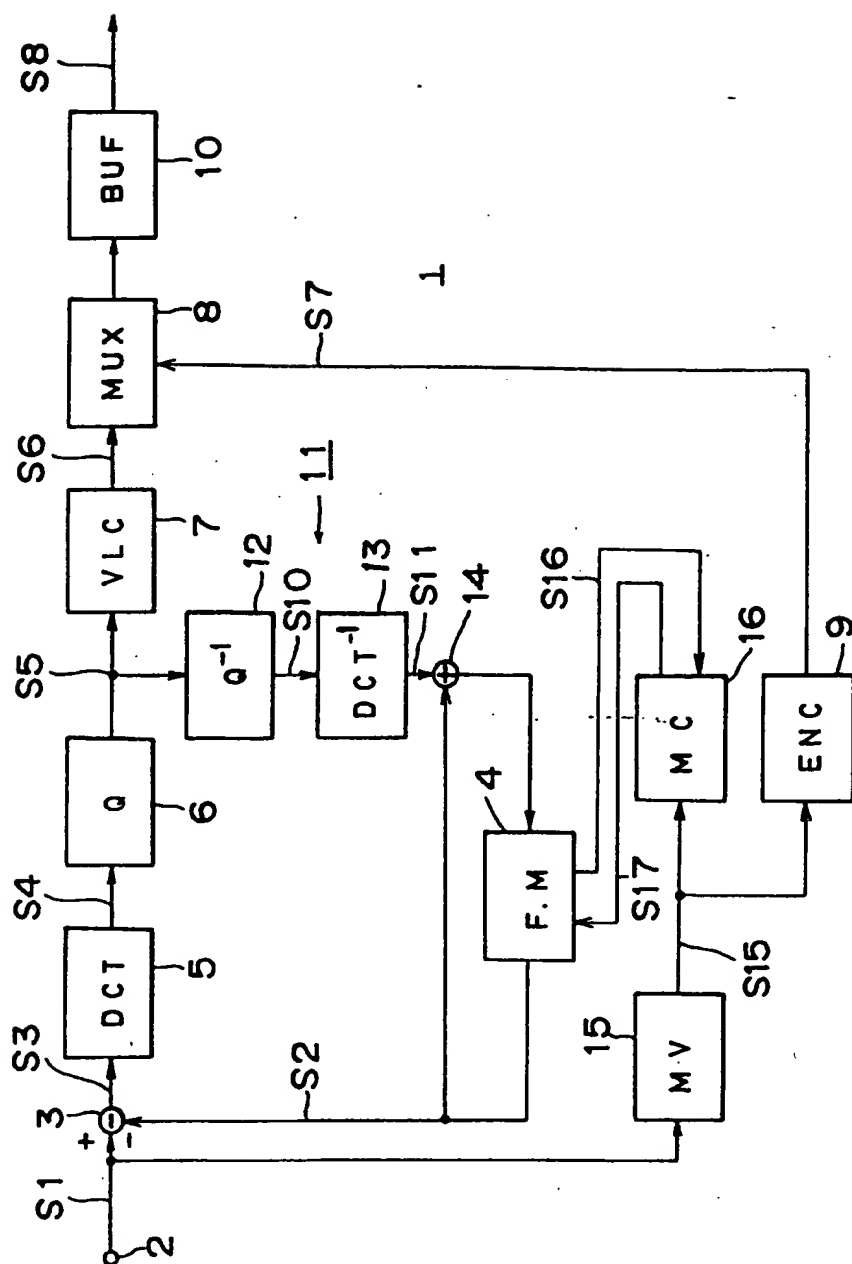 S1
2
+
-
3
S3
DCT
5
S4
Q
6
S5
VLC
7
S6
MUX
8
BUF
10
S8
Q⁻¹
12
S10
DCT⁻¹
13
S11
14
11
1
S7
S2
F.M
4
S16
S17
MV
15
S15
MC
16
ENC
9